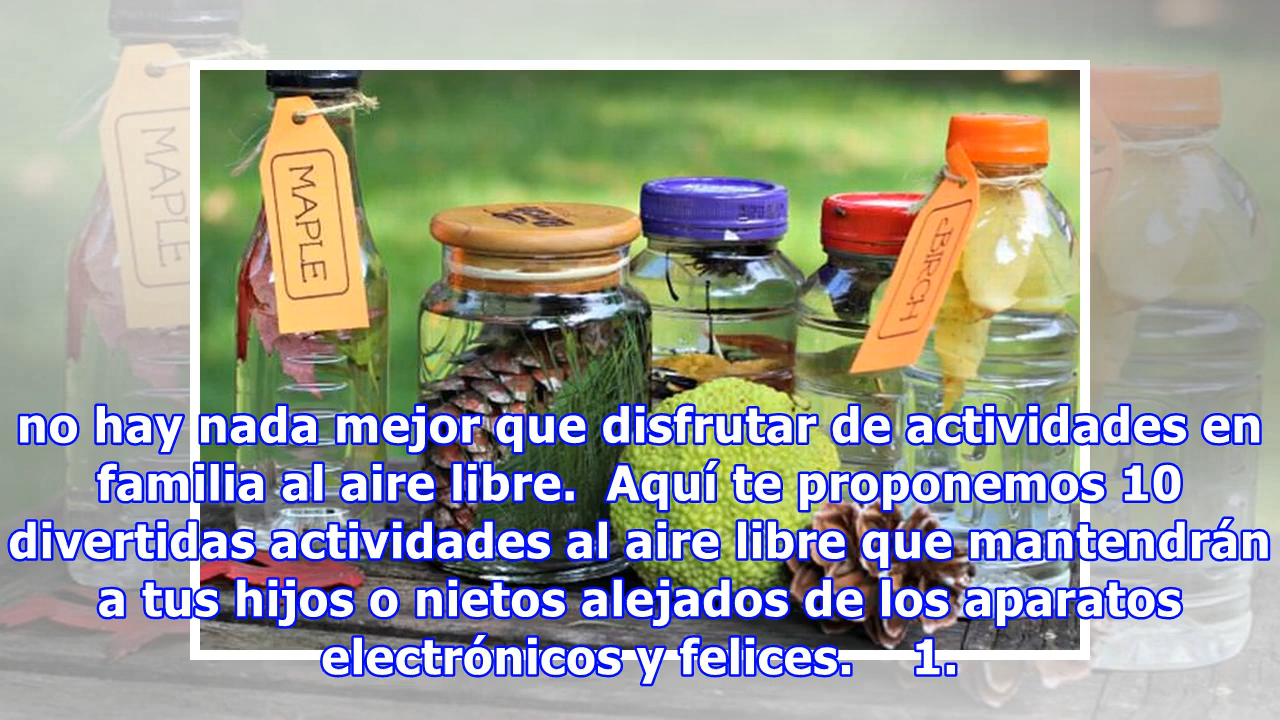 MAPLE
MAPLE
BIRCH
no hay nada mejor que disfrutar de actividades en
familia al aire libre.  Aquí te proponemos 10
divertidas actividades al aire libre que mantendrán
a tus hijos o nietos alejados de los aparatos
electrónicos y felices.    1.